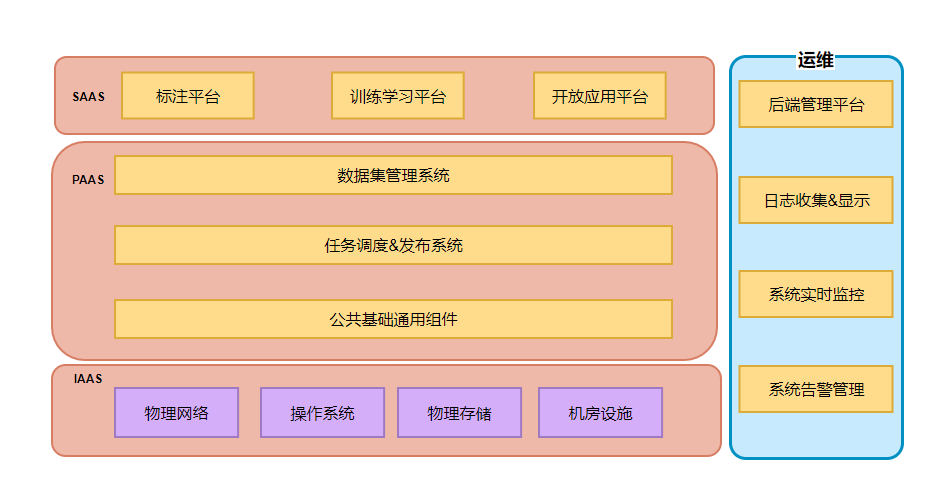 SAAS
标注平台
训练学习平台
开放应用平台
PAAS
数据集管理系统
任务调度&发布系统
公共基础通用组件
IAAS
物理网络
操作系统
物理存储
机房设施
运维
后端管理平台
日志收集&显示
系统实时监控
系统告警管理